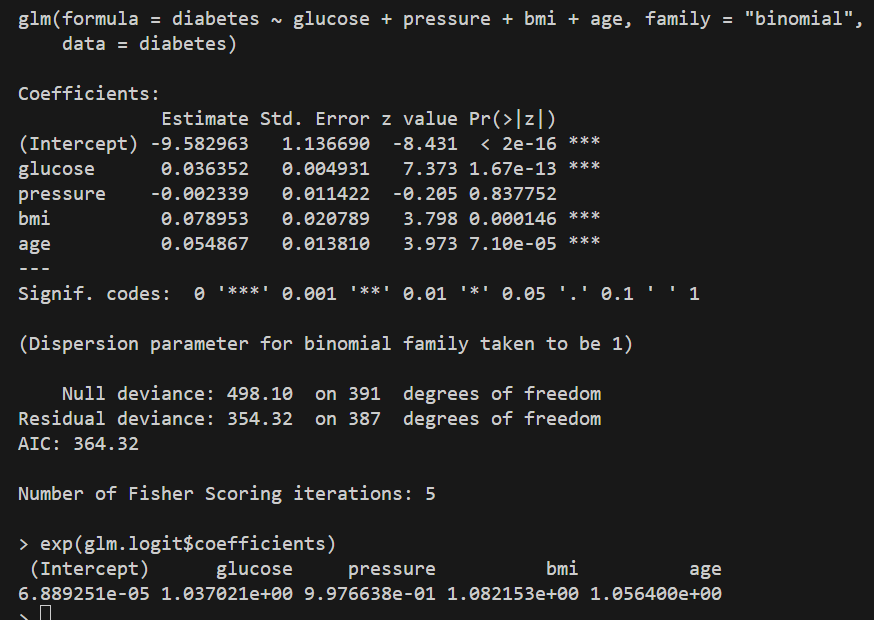 glm(formula = diabetes ~ glucose + pressure + bmi + age, family = "binomial",
    data = diabetes)
Coefficients:
             Estimate Std. Error z value Pr(>|z|)
(Intercept) -9.582963   1.136690  -8.431  < 2e-16 ***
glucose      0.036352   0.004931   7.373 1.67e-13 ***
pressure    -0.002339   0.011422  -0.205 0.837752
bmi          0.078953   0.020789   3.798 0.000146 ***
age          0.054867   0.013810   3.973 7.10e-05 ***
---
Signif. codes:  0 '***' 0.001 '**' 0.01 '*' 0.05 '.' 0.1 ' ' 1
(Dispersion parameter for binomial family taken to be 1)
    Null deviance: 498.10  on 391  degrees of freedom
Residual deviance: 354.32  on 387  degrees of freedom
AIC: 364.32
Number of Fisher Scoring iterations: 5
> exp(glm.logit$coefficients)
 (Intercept)      glucose     pressure          bmi          age
6.889251e-05 1.037021e+00 9.976638e-01 1.082153e+00 1.056400e+00
>